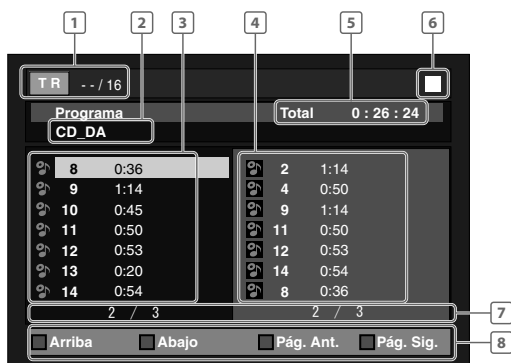 1 2 3 4 5 6
TR - - / 16
Programa Total 0 : 26 : 24
CD_DA
8 0:36 2 1:14
9 1:14 4 0:50
10 0:45 9 1:14
11 0:50 11 0:50
12 0:53 12 0:53
13 0:20 14 0:54
14 0:54 8 0:36
2 / 3 2 / 3 7
Arriba Abajo Pág. Ant. Pág. Sig. 8